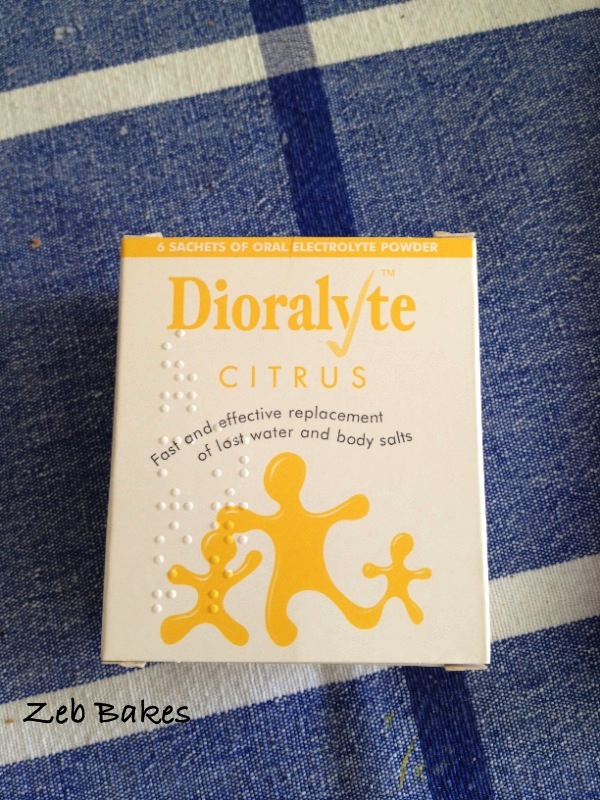 6 SACHETS OF ORAL ELECTROLYTE POWDER
Dioralyte™
CITRUS
Fast and effective replacement
of lost water and body salts
Zeb Bakes